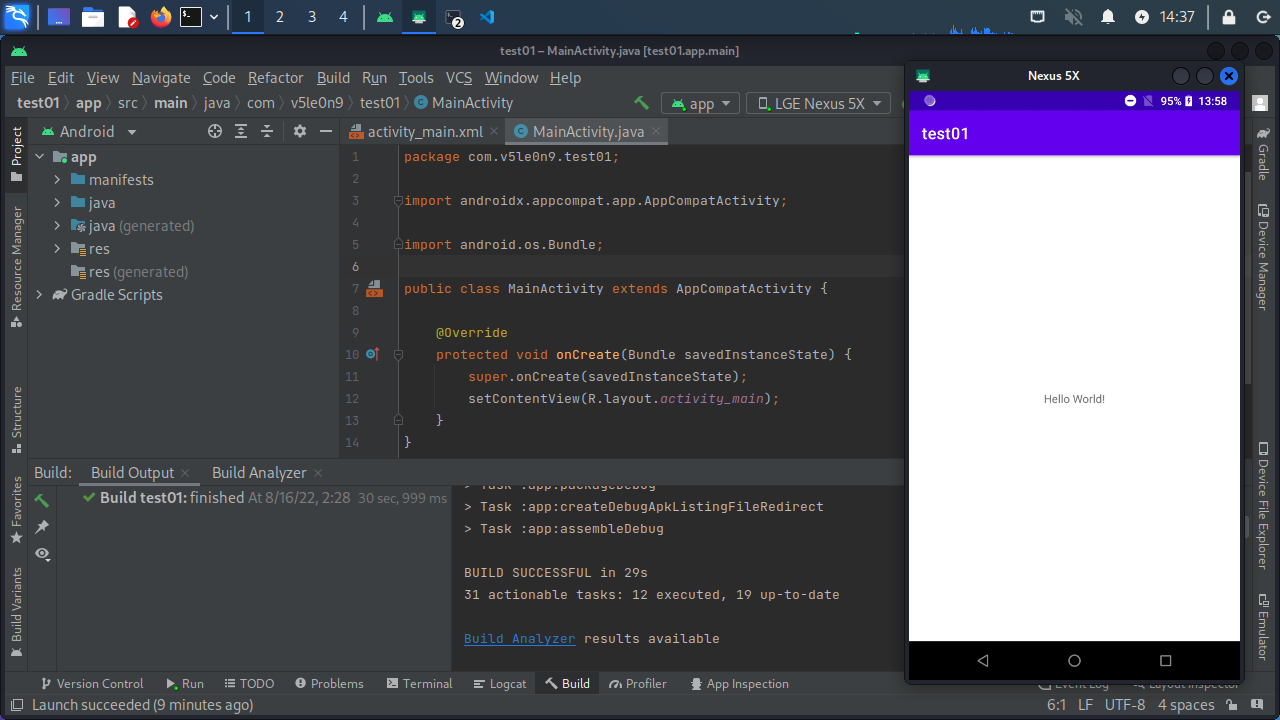 1 2 3 4 2 14:37
test01 – MainActivity.java [test01.app.main]
File Edit View Navigate Code Refactor Build Run Tools VCS Window Help
test01 app src main java com v5le0n9 test01 MainActivity app LGE Nexus 5X
Android activity_main.xml MainActivity.java
Project
Resource Manager
Structure
Favorites
Build Variants
app
manifests
java
java (generated)
res
res (generated)
Gradle Scripts
1 package com.v5le0n9.test01;
2
3 import androidx.appcompat.app.AppCompatActivity;
4
5 import android.os.Bundle;
6
7 public class MainActivity extends AppCompatActivity {
8
9 @Override
10 protected void onCreate(Bundle savedInstanceState) {
11 super.onCreate(savedInstanceState);
12 setContentView(R.layout.activity_main);
13 }
14 }
Nexus 5X
95% 13:58
test01
Hello World!
Gradle
Device Manager
Device File Explorer
Emulator
Build: Build Output Build Analyzer
Build test01: finished At 8/16/22, 2:28 30 sec, 999 ms
> Task :app:packageDebug
> Task :app:createDebugApkListingFileRedirect
> Task :app:assembleDebug
BUILD SUCCESSFUL in 29s
31 actionable tasks: 12 executed, 19 up-to-date
Build Analyzer results available
Version Control Run TODO Problems Terminal Logcat Build Profiler App Inspection Event Log Layout Inspector
Launch succeeded (9 minutes ago) 6:1 LF UTF-8 4 spaces